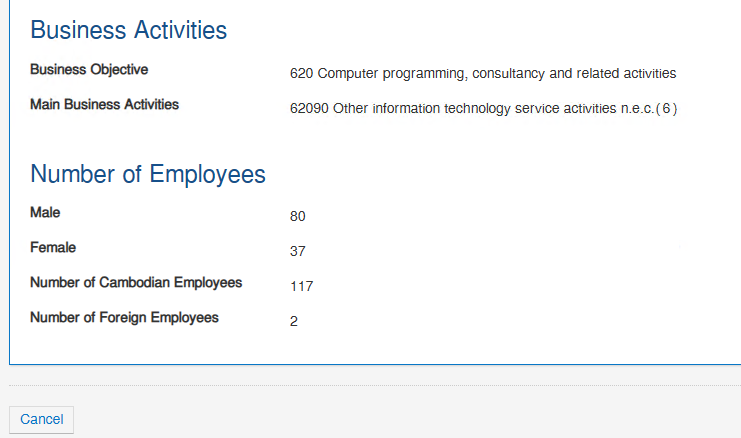 Business Activities
Business Objective 620 Computer programming, consultancy and related activities
Main Business Activities 62090 Other information technology service activities n.e.c.(6)
Number of Employees
Male 80
Female 37
Number of Cambodian Employees 117
Number of Foreign Employees 2
Cancel